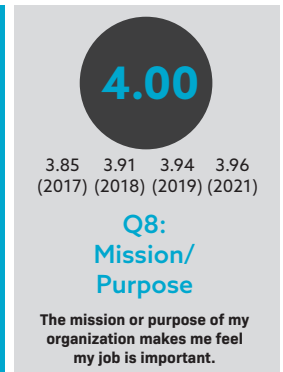 4.00
3.85 3.91 3.94 3.96
(2017) (2018) (2019) (2021)
Q8:
Mission/
Purpose
The mission or purpose of my
organization makes me feel
my job is important.